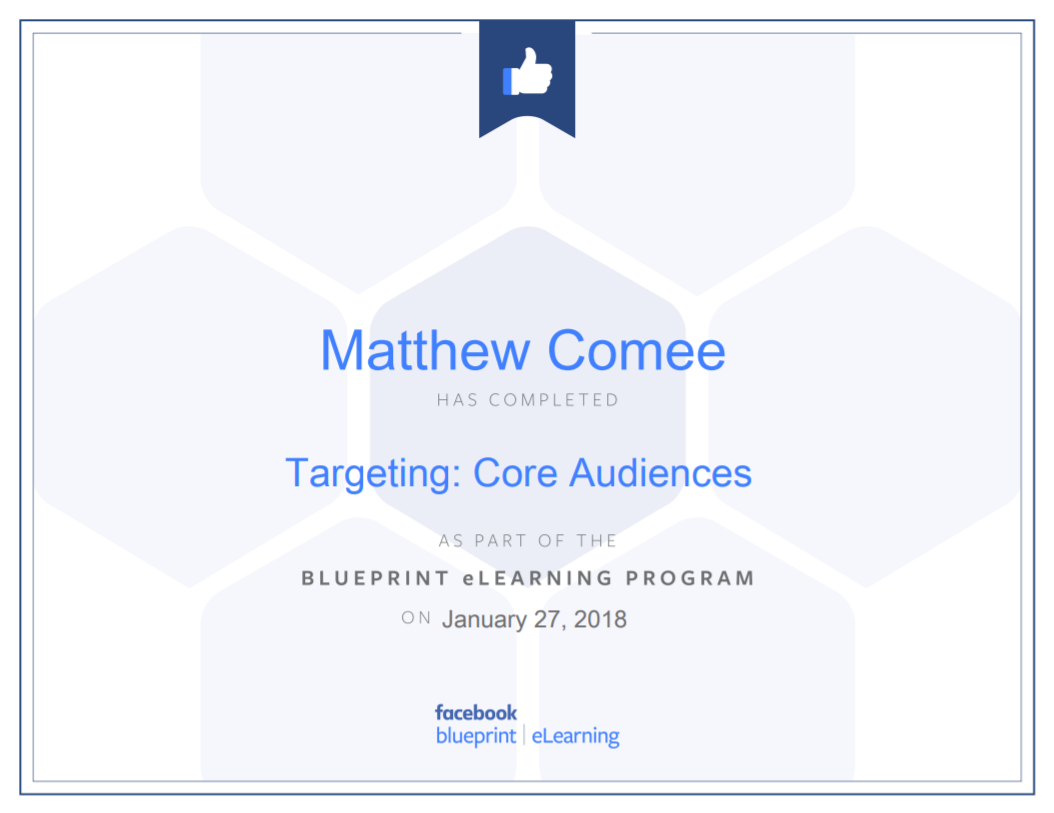 Matthew Comee
HAS COMPLETED
Targeting: Core Audiences
AS PART OF THE
BLUEPRINT eLEARNING PROGRAM
ON January 27, 2018
facebook
blueprint | eLearning